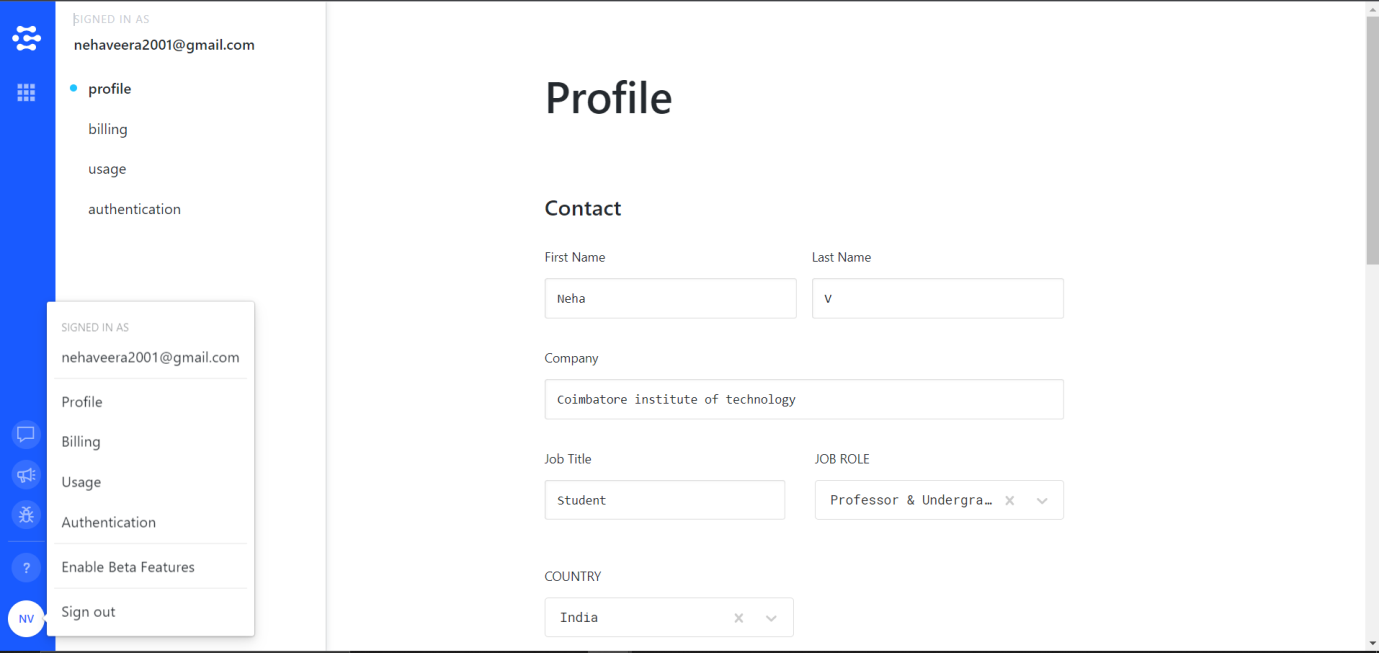 SIGNED IN AS
nehaveera2001@gmail.com
profile
billing
usage
authentication
SIGNED IN AS
nehaveera2001@gmail.com
Profile
Billing
Usage
Authentication
Enable Beta Features
Sign out
?
NV
Profile
Contact
First Name Last Name
Neha V
Company
Coimbatore institute of technology
Job Title JOB ROLE
Student Professor & Undergra…
COUNTRY
India